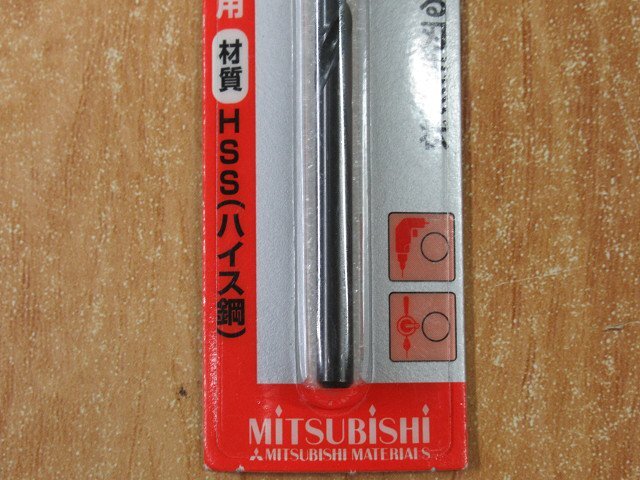 用
材質
HSS(ハイス鋼)
MITSUBISHI
MITSUBISHI MATERIALS